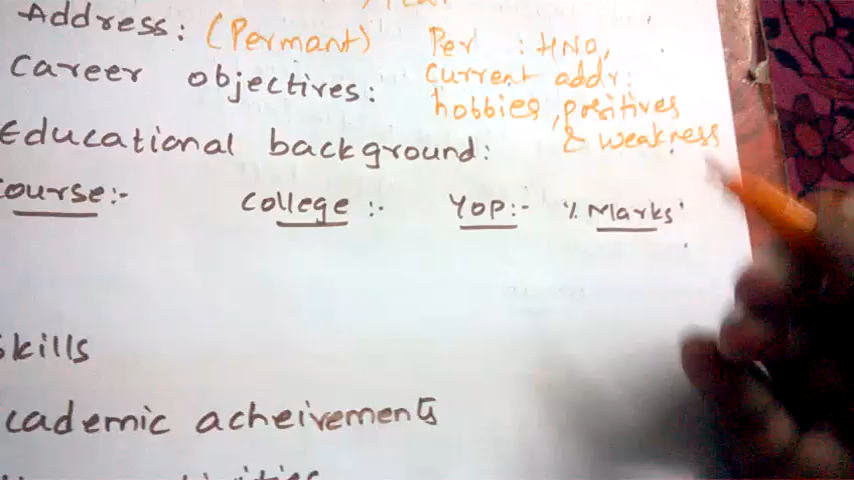 Address: (Permant) Per : HNO,
Career objectives: Current addr:
hobbies, positives
Educational background: & weakness
Course:- College :- YOP:- % Marks'
Skills
cademic acheivements